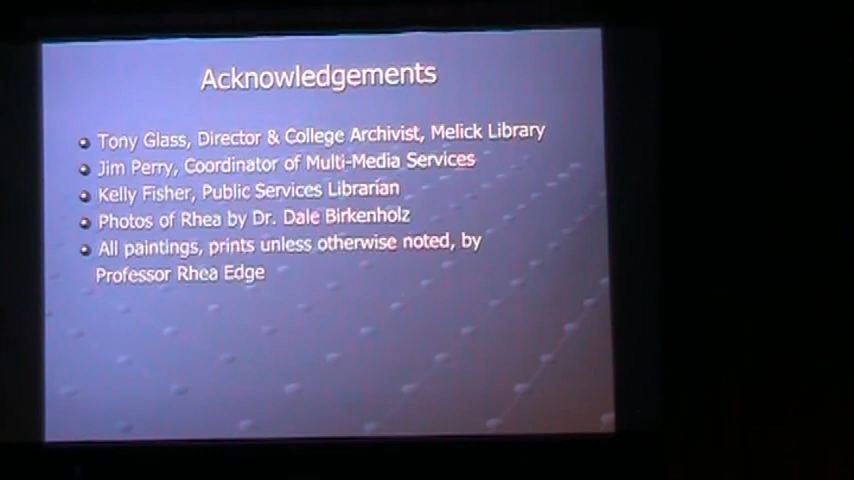 Acknowledgements
Tony Glass, Director & College Archivist, Melick Library
Jim Perry, Coordinator of Multi-Media Services
Kelly Fisher, Public Services Librarian
Photos of Rhea by Dr. Dale Birkenholz
All paintings, prints unless otherwise noted, by
Professor Rhea Edge